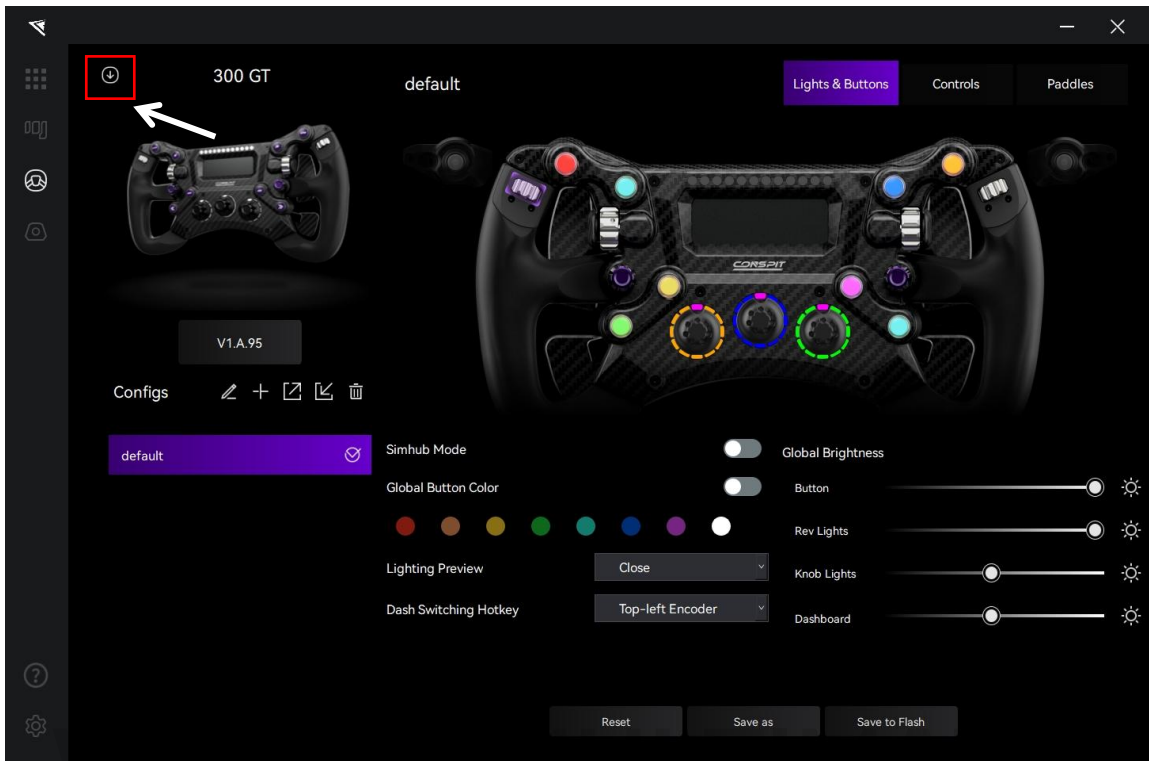 300 GT
default
Lights & Buttons
Controls
Paddles
CORSPIT
V1.A.95
Configs
default
Simhub Mode
Global Button Color
Lighting Preview
Close
Dash Switching Hotkey
Top-left Encoder
Global Brightness
Button
Rev Lights
Knob Lights
Dashboard
Reset
Save as
Save to Flash